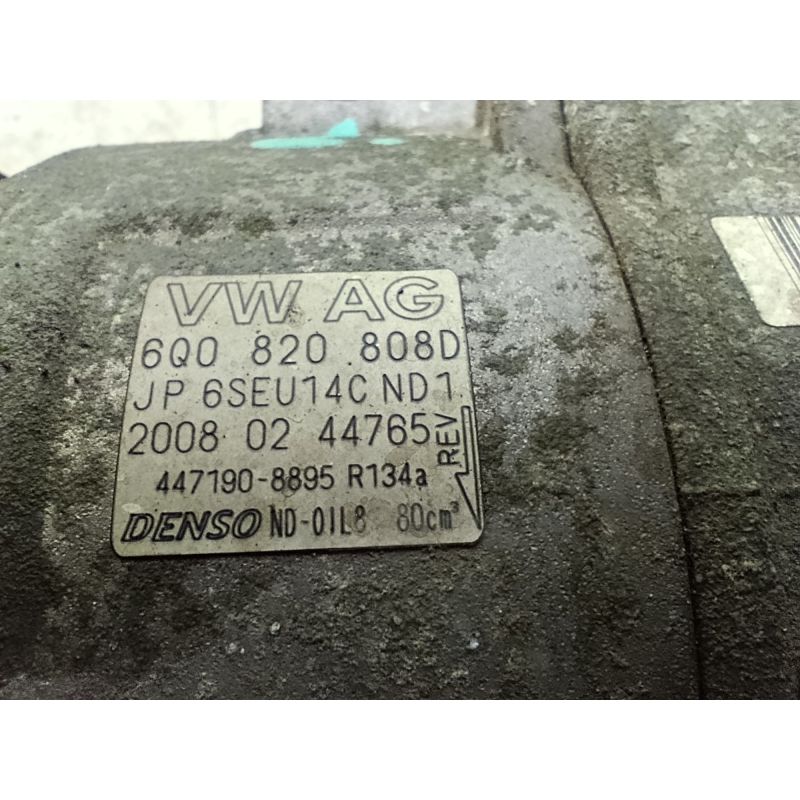 VW AG
6Q0 820 808D
JP 6SEU14C ND1
2008 02 44765
REV
447190-8895 R134a
DENSO ND-OIL8 80cm³